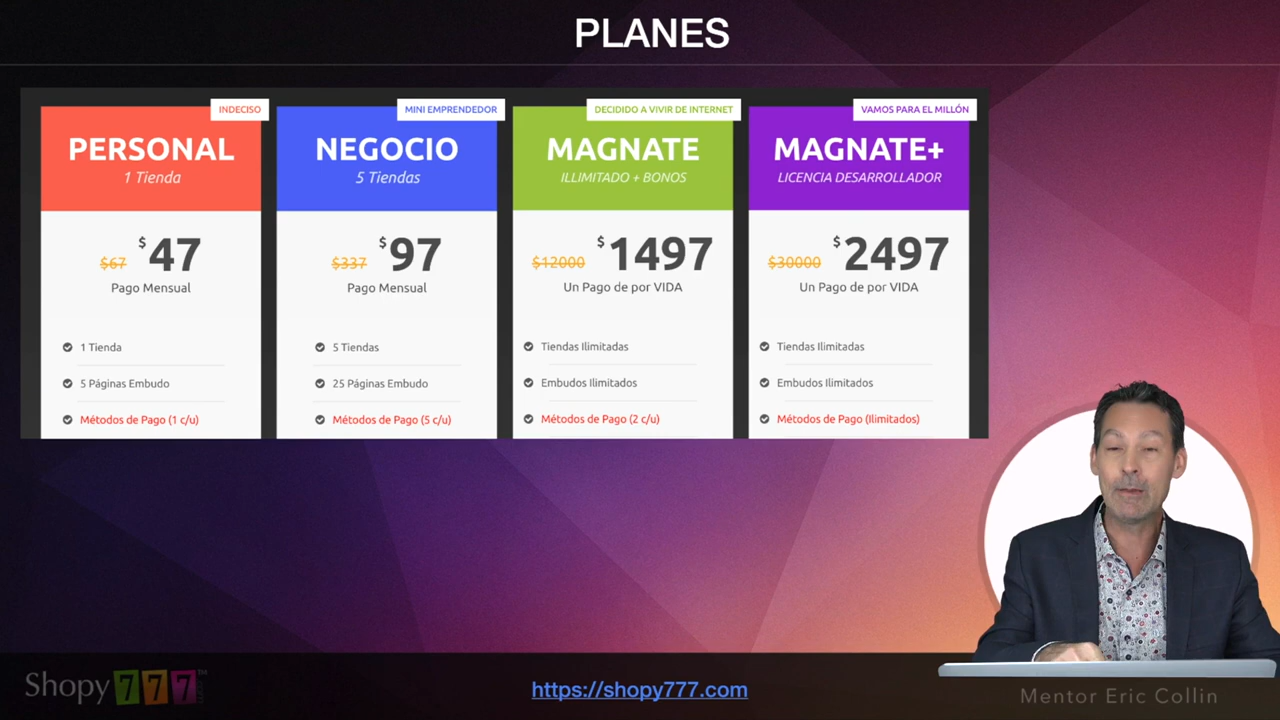 PLANES
INDECISO
PERSONAL
1 Tienda
$67 $47
Pago Mensual
1 Tienda
5 Páginas Embudo
Métodos de Pago (1 c/u)
MINI EMPRENDEDOR
NEGOCIO
5 Tiendas
$337 $97
Pago Mensual
5 Tiendas
25 Páginas Embudo
Métodos de Pago (5 c/u)
DECIDIDO A VIVIR DE INTERNET
MAGNATE
ILLIMITADO + BONOS
$12000 $1497
Un Pago de por VIDA
Tiendas Ilimitadas
Embudos Ilimitados
Métodos de Pago (2 c/u)
VAMOS PARA EL MILLÓN
MAGNATE+
LICENCIA DESARROLLADOR
$30000 $2497
Un Pago de por VIDA
Tiendas Ilimitadas
Embudos Ilimitados
Métodos de Pago (Ilimitados)
Shopy777™
https://shopy777.com
Mentor Eric Collin